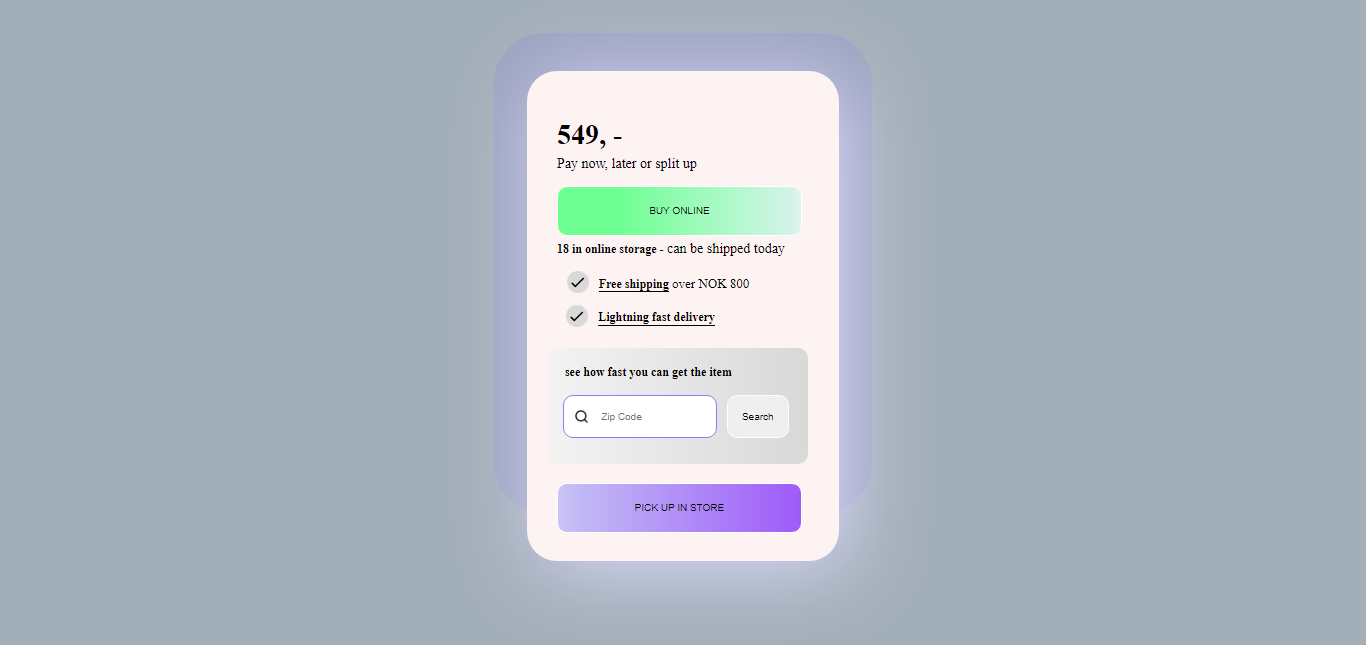 549, -
Pay now, later or split up
BUY ONLINE
18 in online storage - can be shipped today
Free shipping over NOK 800
Lightning fast delivery
see how fast you can get the item
Zip Code
Search
PICK UP IN STORE